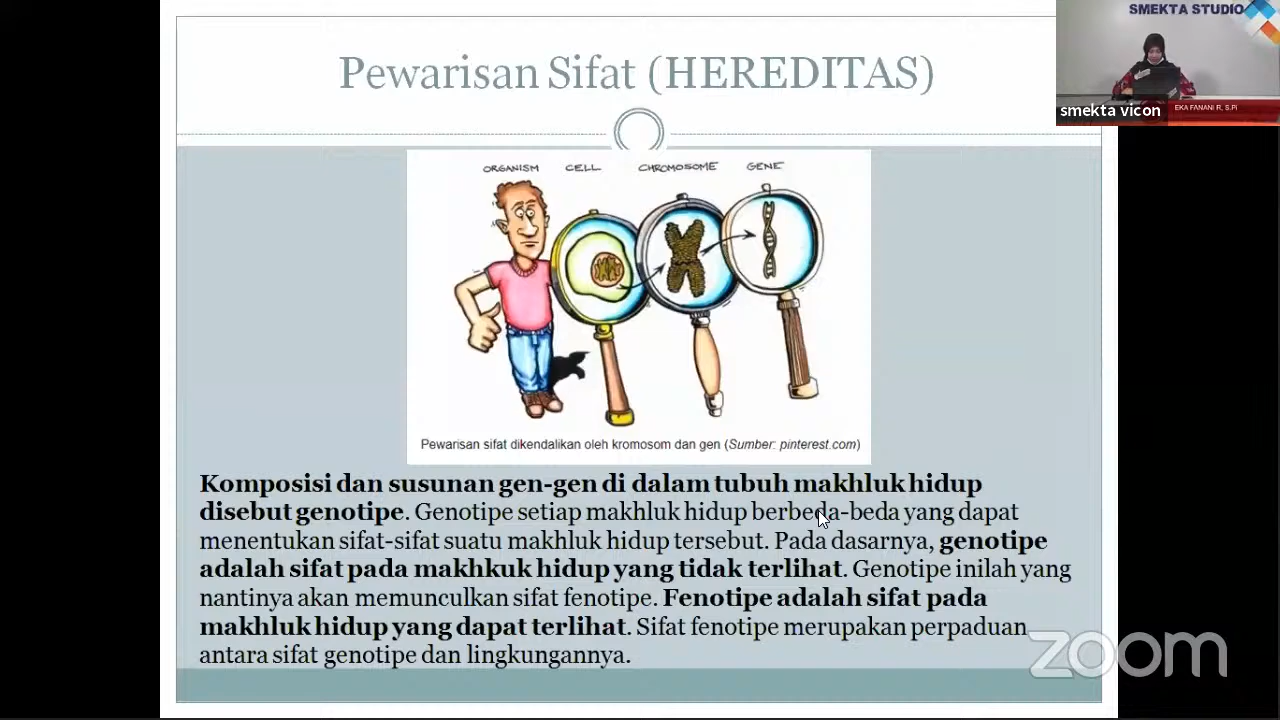 SMEKTA STUDIO
Pewarisan Sifat (HEREDITAS)
smekta vicon
EKA FANANI R, S.Pi
ORGANISM CELL CHROMOSOME GENE
Pewarisan sifat dikendalikan oleh kromosom dan gen (Sumber: pinterest.com)
Komposisi dan susunan gen-gen di dalam tubuh makhluk hidup
disebut genotipe. Genotipe setiap makhluk hidup berbeda-beda yang dapat
menentukan sifat-sifat suatu makhluk hidup tersebut. Pada dasarnya, genotipe
adalah sifat pada makhkuk hidup yang tidak terlihat. Genotipe inilah yang
nantinya akan memunculkan sifat fenotipe. Fenotipe adalah sifat pada
makhluk hidup yang dapat terlihat. Sifat fenotipe merupakan perpaduan
antara sifat genotipe dan lingkungannya.
zoom